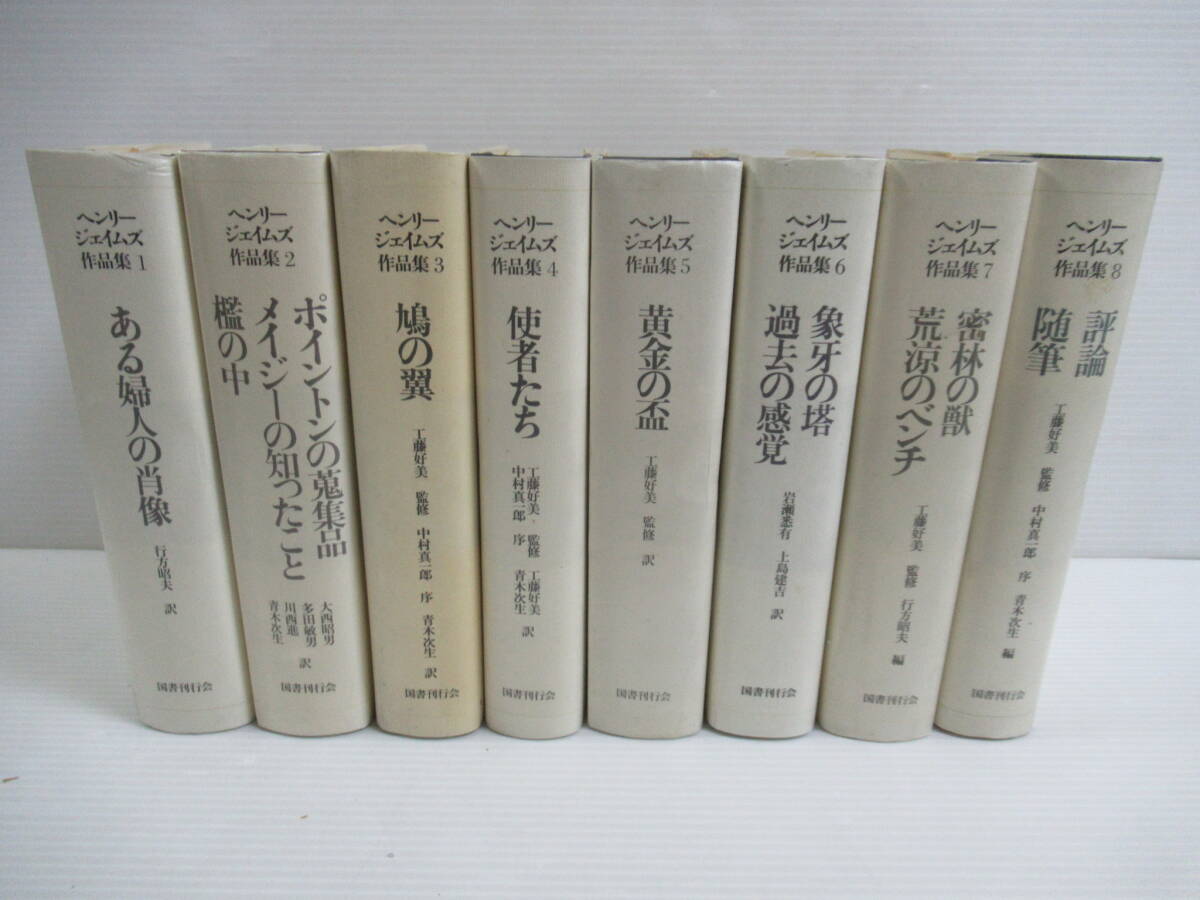 ヘンリー
ジェイムズ
作品集1
ある婦人の肖像
行方昭夫 訳
国書刊行会
ヘンリー
ジェイムズ
作品集2
ポイントンの蒐集品
メイジーの知ったこと
檻の中
大西昭男
多田敏男
川西進
青木次生
訳
国書刊行会
ヘンリー
ジェイムズ
作品集3
鳩の翼
工藤好美 監修 中村真一郎 序 青木次生 訳
国書刊行会
ヘンリー
ジェイムズ
作品集4
使者たち
工藤好美 監修 工藤好美
中村真一郎 序 青木次生
訳
国書刊行会
ヘンリー
ジェイムズ
作品集5
黄金の盃
工藤好美 監修 訳
国書刊行会
ヘンリー
ジェイムズ
作品集6
象牙の塔
過去の感覚
岩瀬悉有 上島建吉 訳
国書刊行会
ヘンリー
ジェイムズ
作品集7
密林の獣
荒涼のベンチ
工藤好美 監修 行方昭夫 編
国書刊行会
ヘンリー
ジェイムズ
作品集8
評論
随筆
工藤好美 監修 中村真一郎 序 青木次生 編
国書刊行会